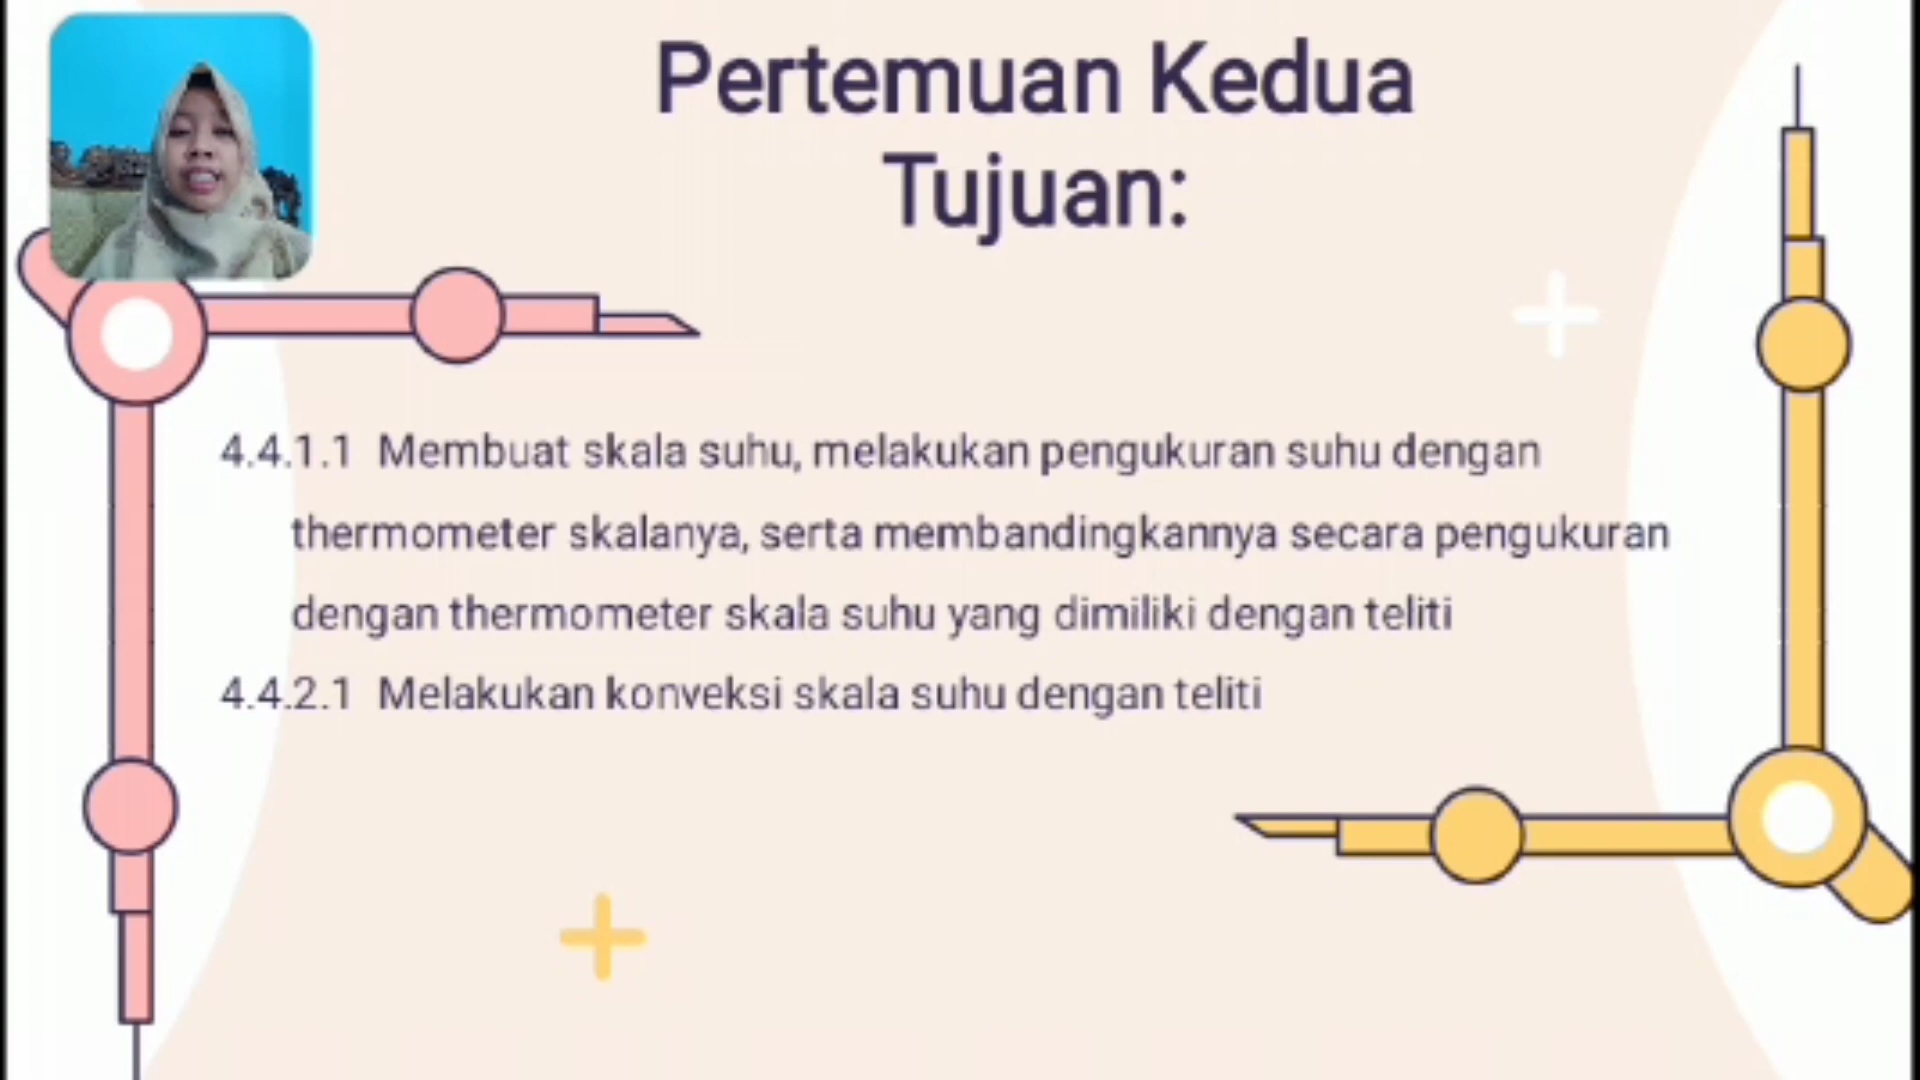 Pertemuan Kedua
Tujuan:
4.4.1.1 Membuat skala suhu, melakukan pengukuran suhu dengan
thermometer skalanya, serta membandingkannya secara pengukuran
dengan thermometer skala suhu yang dimiliki dengan teliti
4.4.2.1 Melakukan konveksi skala suhu dengan teliti